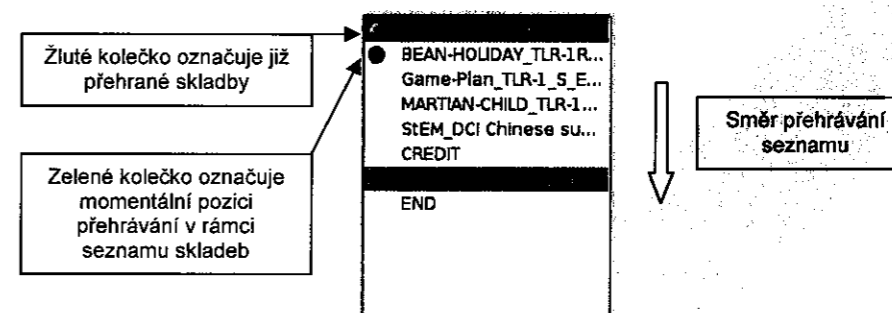 Žluté kolečko označuje již
přehrané skladby
Zelené kolečko označuje
momentální pozici
přehrávání v rámci
seznamu skladeb
BEAN-HOLIDAY_TLR-1R...
Game-Plan_TLR-1_S_E...
MARTIAN-CHILD_TLR-1...
StEM_DCI Chinese su...
CREDIT
END
Směr přehrávání
seznamu